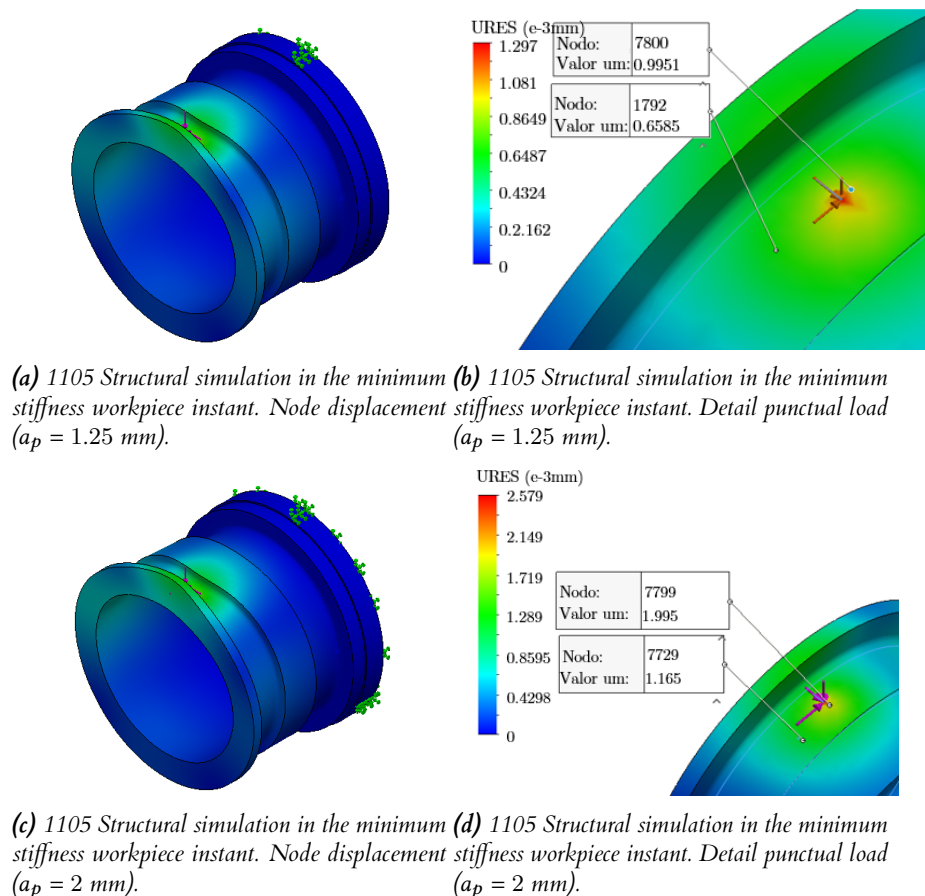 URES (e-3mm)
1.297
1.081
0.8649
0.6487
0.4324
0.2.162
0
Nodo: 7800
Valor um: 0.9951
Nodo: 1792
Valor um: 0.6585
(a) 1105 Structural simulation in the minimum
stiffness workpiece instant. Node displacement
(ap = 1.25 mm).
(b) 1105 Structural simulation in the minimum
stiffness workpiece instant. Detail punctual load
(ap = 1.25 mm).
URES (e-3mm)
2.579
2.149
1.719
1.289
0.8595
0.4298
0
Nodo: 7799
Valor um: 1.995
Nodo: 7729
Valor um: 1.165
(c) 1105 Structural simulation in the minimum
stiffness workpiece instant. Node displacement
(ap = 2 mm).
(d) 1105 Structural simulation in the minimum
stiffness workpiece instant. Detail punctual load
(ap = 2 mm).